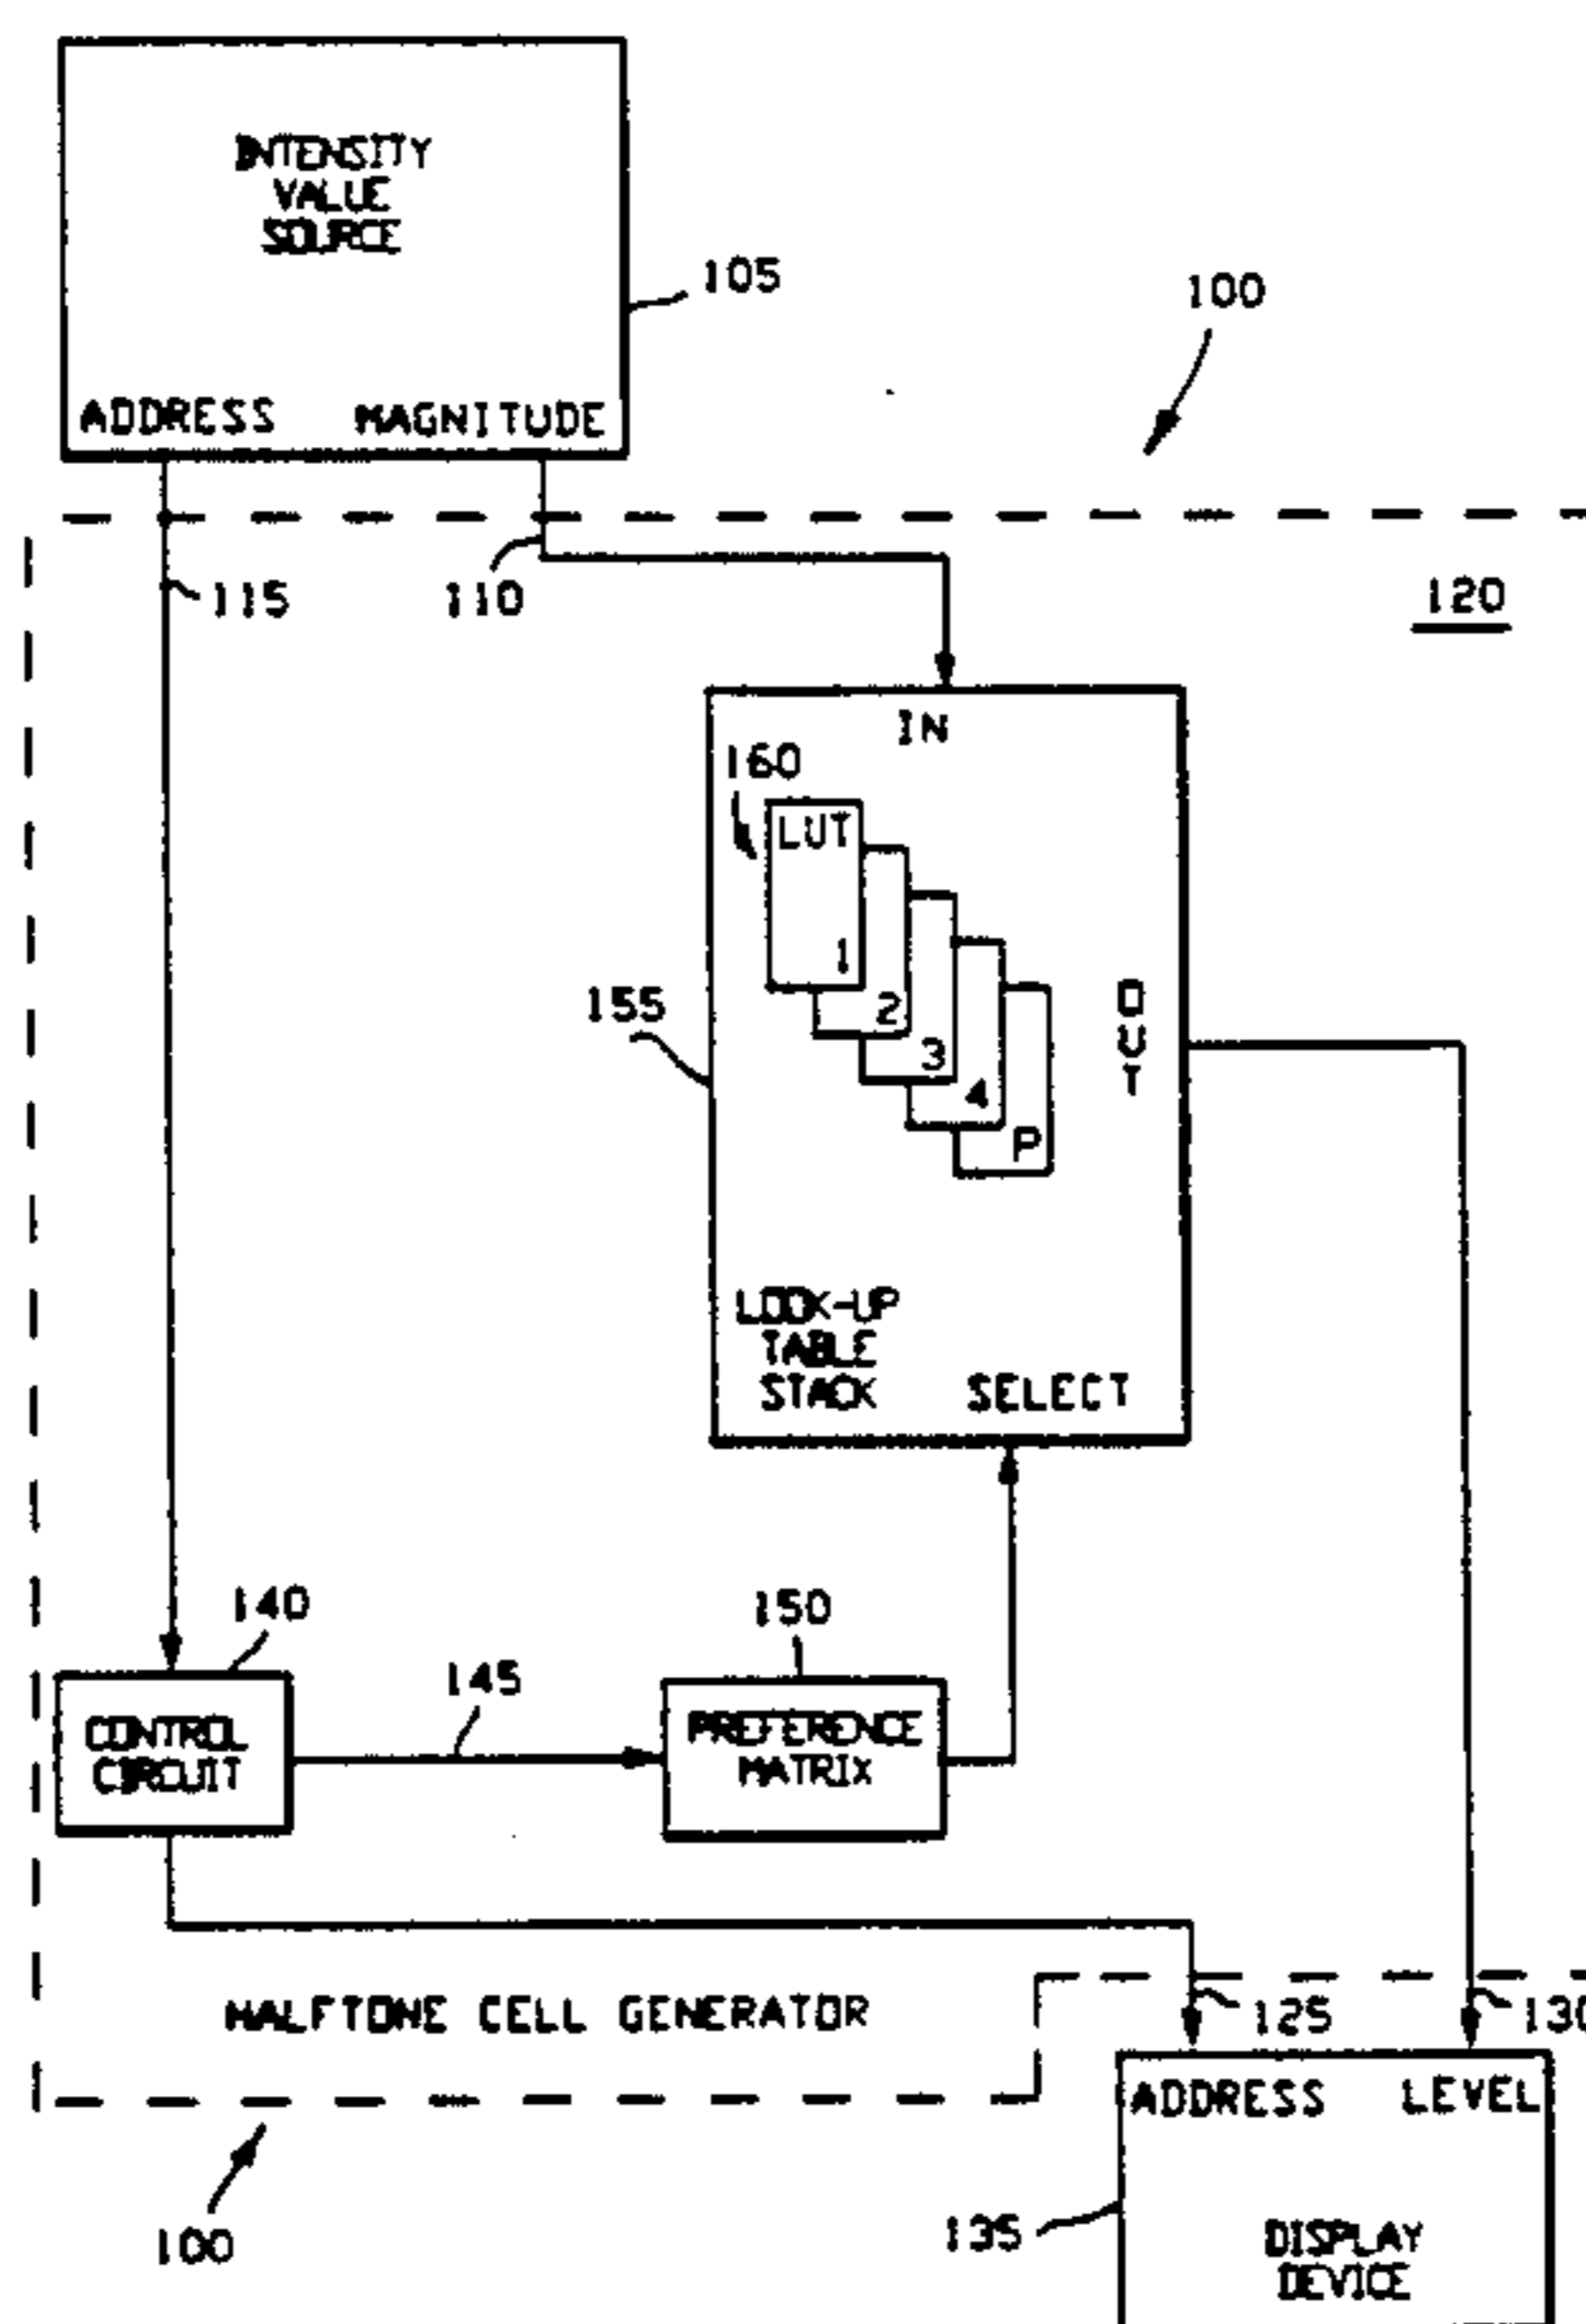 INTENSITY
VALUE
SOURCE
105
100
ADDRESS MAGNITUDE
115
110
120
IN
160
LUT
1
2
3
4
P
155
OUT
LOOK-UP
TABLE
STACK
SELECT
140
150
145
CONTROL
CIRCUIT
PREFERENCE
MATRIX
HALFTONE CELL GENERATOR
125
130
ADDRESS LEVEL
100
135
DISPLAY
DEVICE